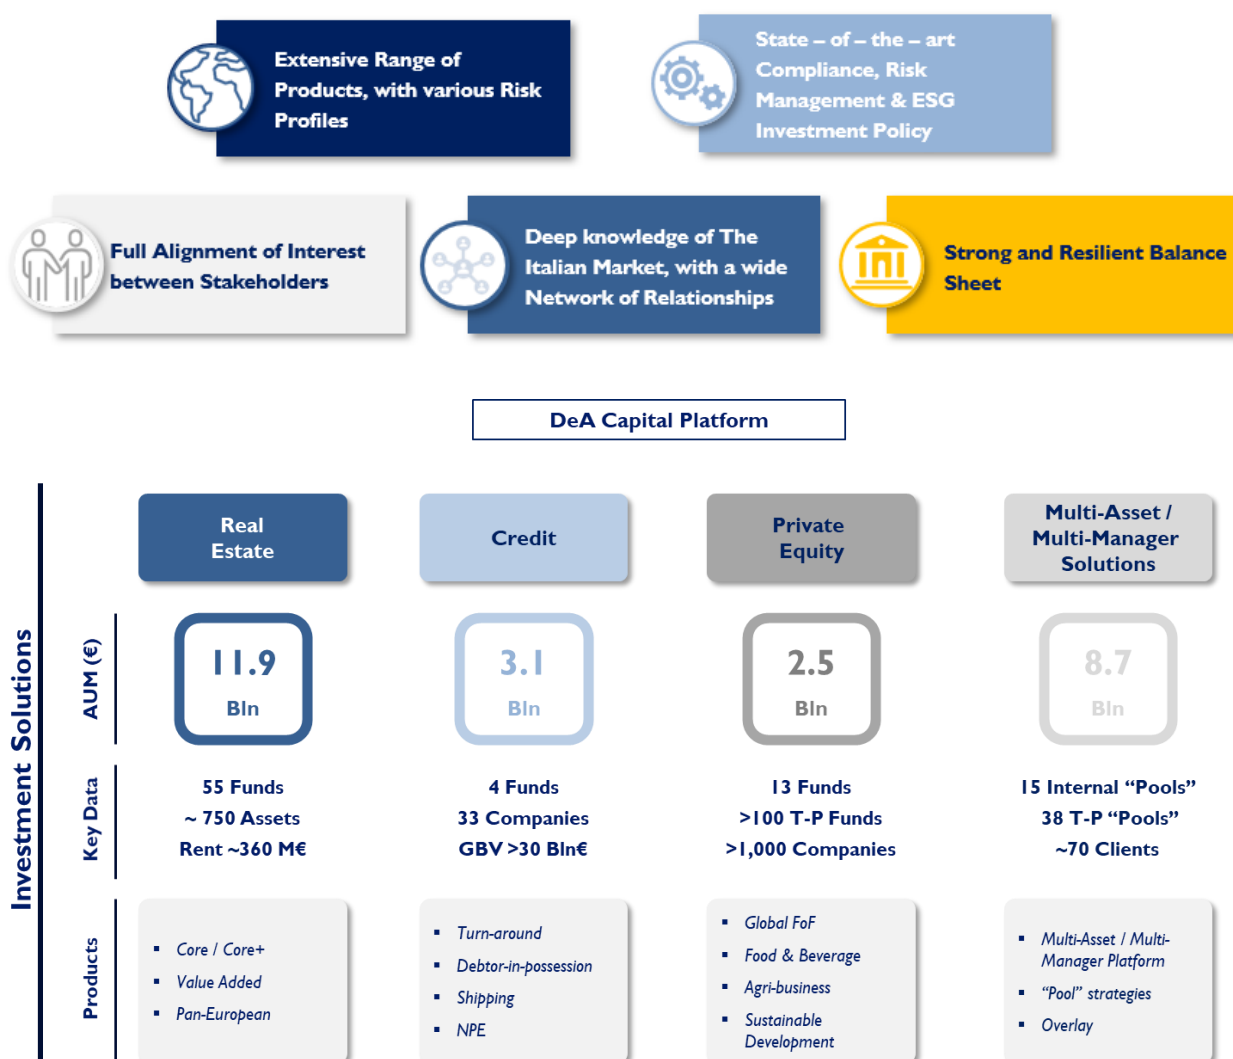 Extensive Range of
Products, with various Risk
Profiles
State – of – the – art
Compliance, Risk
Management & ESG
Investment Policy
Full Alignment of Interest
between Stakeholders
Deep knowledge of The
Italian Market, with a wide
Network of Relationships
Strong and Resilient Balance
Sheet
DeA Capital Platform
Investment Solutions
Real
Estate
Credit
Private
Equity
Multi-Asset /
Multi-Manager
Solutions
AUM (€)
11.9
Bln
3.1
Bln
2.5
Bln
8.7
Bln
Key Data
55 Funds
~ 750 Assets
Rent ~360 M€
4 Funds
33 Companies
GBV >30 Bln€
13 Funds
>100 T-P Funds
>1,000 Companies
15 Internal “Pools”
38 T-P “Pools”
~70 Clients
Products
▪ Core / Core+
▪ Value Added
▪ Pan-European
▪ Turn-around
▪ Debtor-in-possession
▪ Shipping
▪ NPE
▪ Global FoF
▪ Food & Beverage
▪ Agri-business
▪ Sustainable
Development
▪ Multi-Asset / Multi-
Manager Platform
▪ “Pool” strategies
▪ Overlay